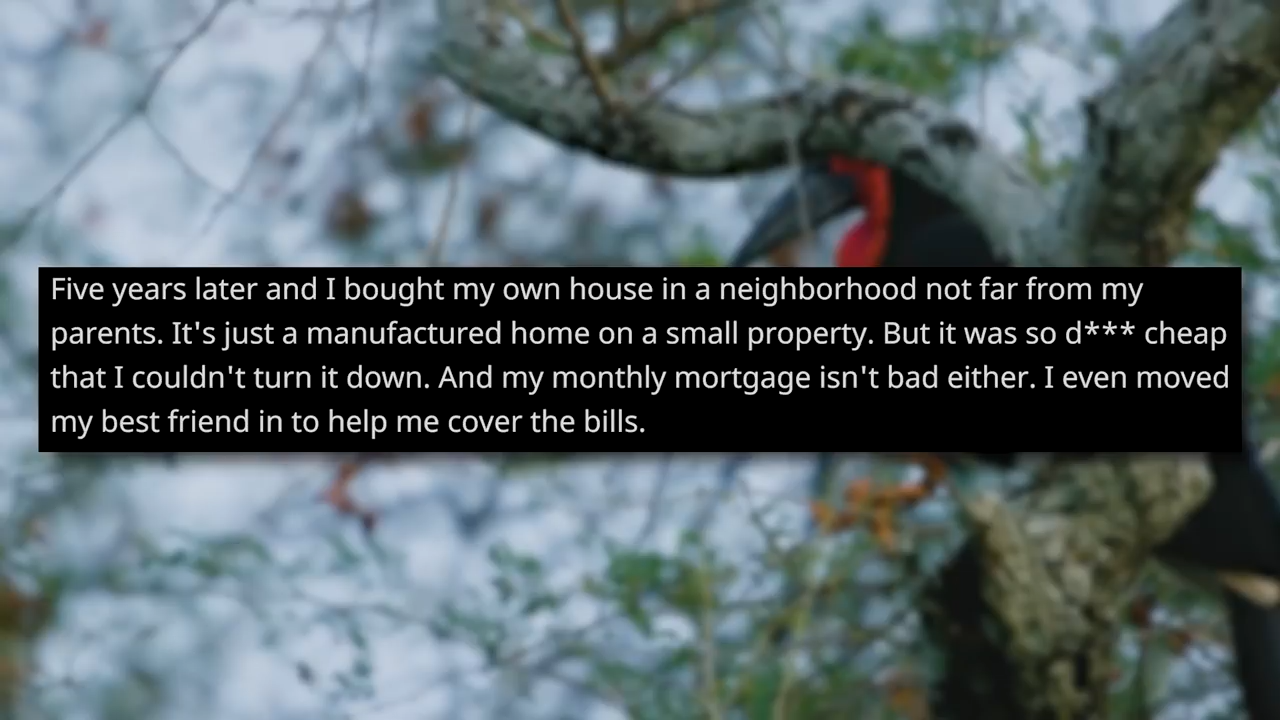 Five years later and I bought my own house in a neighborhood not far from my
parents. It's just a manufactured home on a small property. But it was so d*** cheap
that I couldn't turn it down. And my monthly mortgage isn't bad either. I even moved
my best friend in to help me cover the bills.